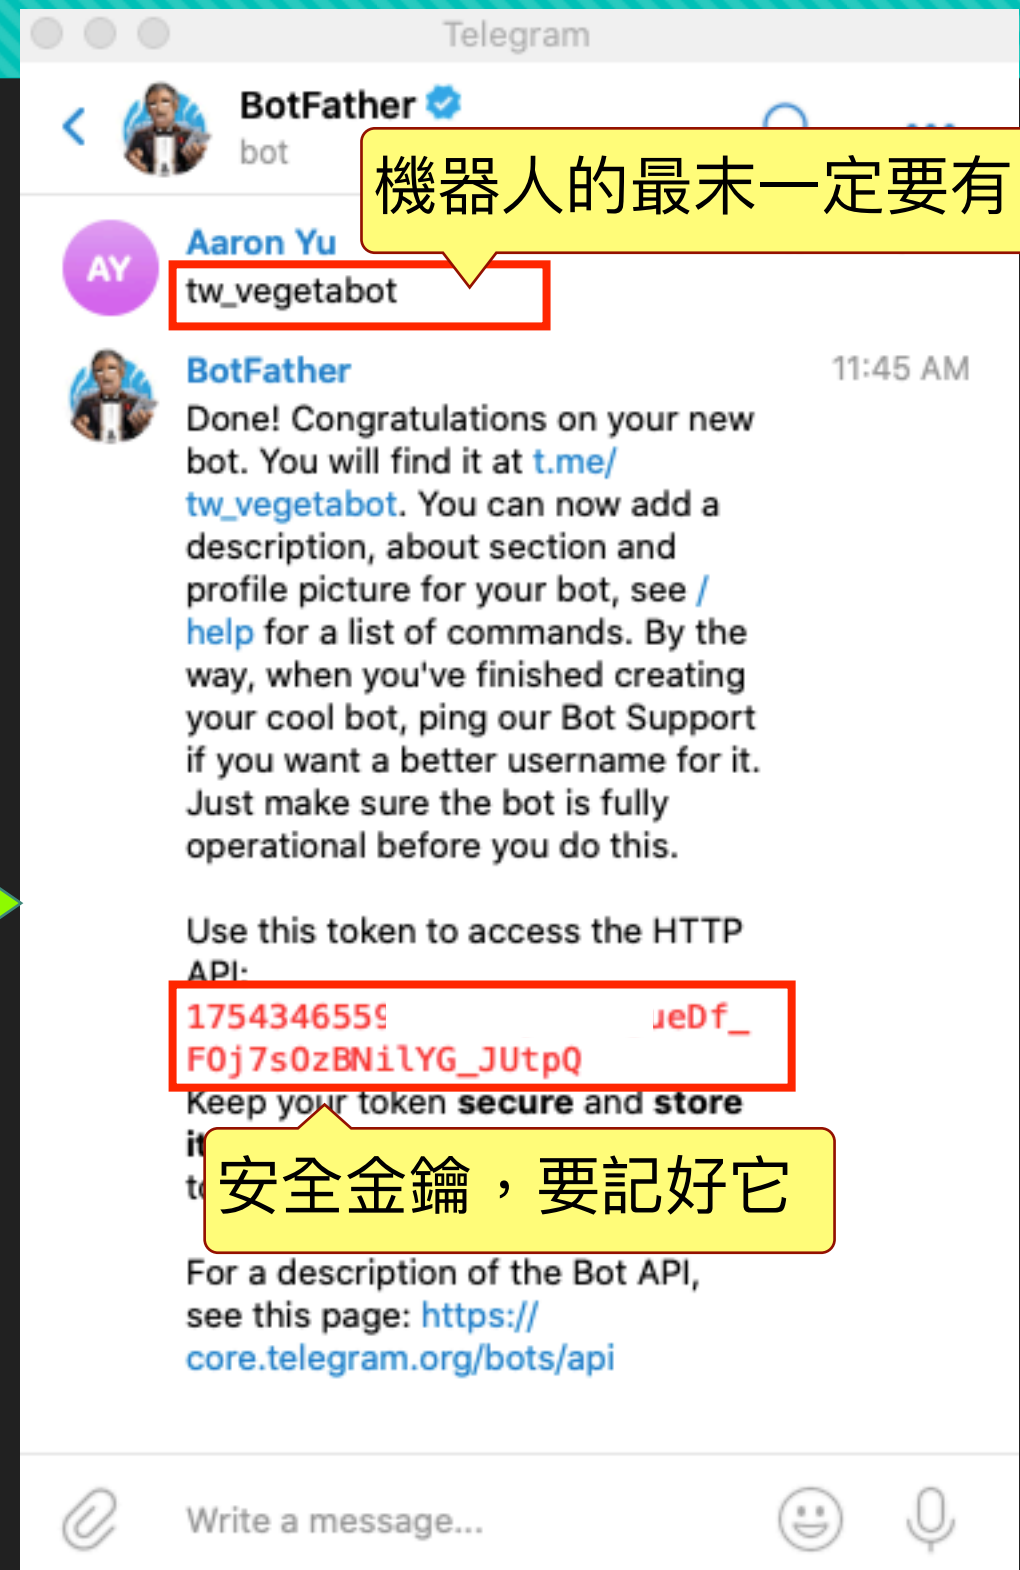 Telegram
BotFather
bot
機器人的最末一定要有
Aaron Yu
AY
tw_vegetabot
BotFather
11:45 AM
Done! Congratulations on your new
bot. You will find it at t.me/
tw_vegetabot. You can now add a
description, about section and
profile picture for your bot, see /
help for a list of commands. By the
way, when you've finished creating
your cool bot, ping our Bot Support
if you want a better username for it.
Just make sure the bot is fully
operational before you do this.
Use this token to access the HTTP
API:
1754346559 ueDf_
FOj7sOzBNilYG_JUtpQ
Keep your token secure and store
安全金鑰，要記好它
For a description of the Bot API,
see this page: https://
core.telegram.org/bots/api
Write a message...